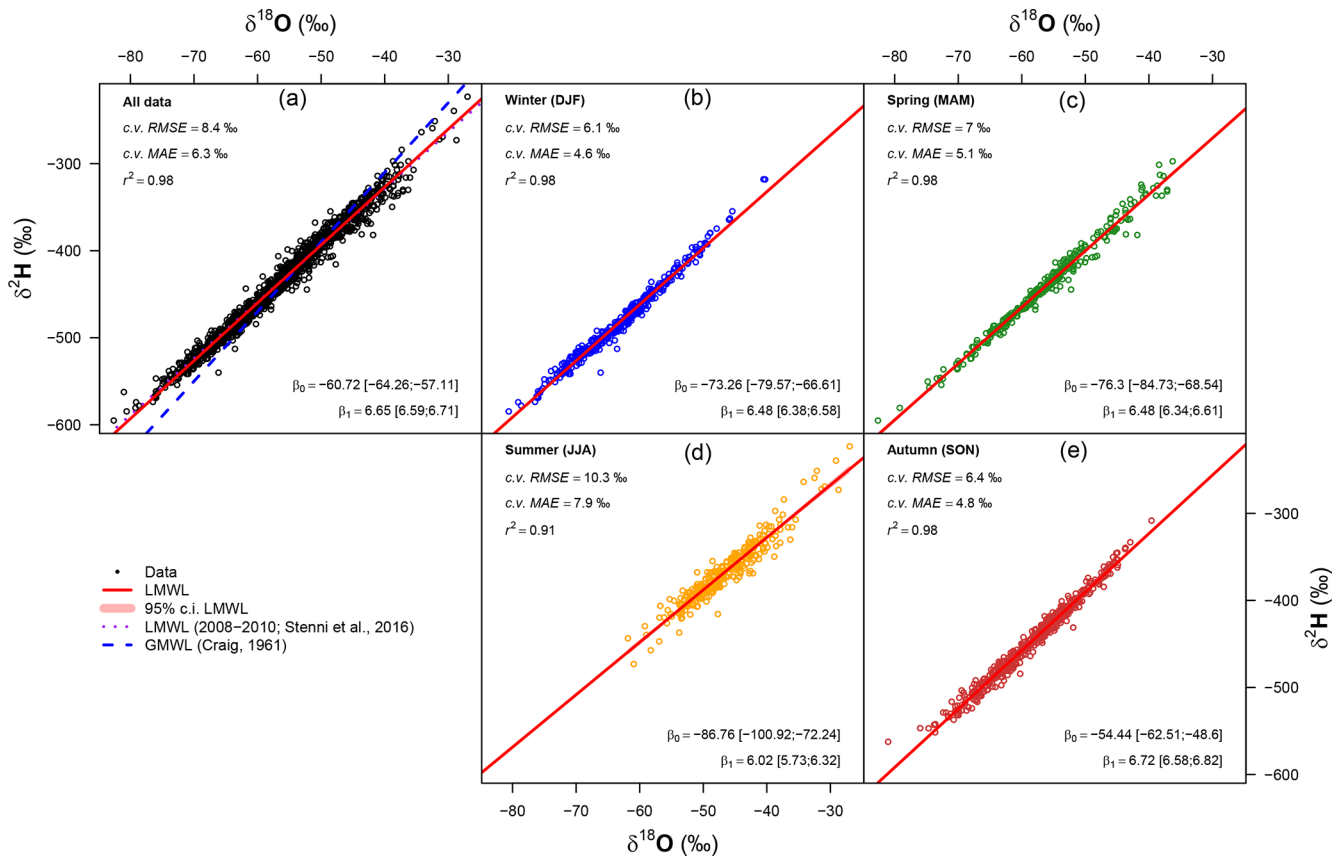 δ¹⁸O (‰)
δ¹⁸O (‰)
−80 −70 −60 −50 −40 −30
−80 −70 −60 −50 −40 −30
All data
(a)
c.v. RMSE = 8.4 ‰
c.v. MAE = 6.3 ‰
r² = 0.98
β₀ = −60.72 [−64.26;−57.11]
β₁ = 6.65 [6.59;6.71]
δ²H (‰)
−300
−400
−500
−600
Winter (DJF)
(b)
c.v. RMSE = 6.1 ‰
c.v. MAE = 4.6 ‰
r² = 0.98
β₀ = −73.26 [−79.57;−66.61]
β₁ = 6.48 [6.38;6.58]
Spring (MAM)
(c)
c.v. RMSE = 7 ‰
c.v. MAE = 5.1 ‰
r² = 0.98
β₀ = −76.3 [−84.73;−68.54]
β₁ = 6.48 [6.34;6.61]
Summer (JJA)
(d)
c.v. RMSE = 10.3 ‰
c.v. MAE = 7.9 ‰
r² = 0.91
β₀ = −86.76 [−100.92;−72.24]
β₁ = 6.02 [5.73;6.32]
Autumn (SON)
(e)
c.v. RMSE = 6.4 ‰
c.v. MAE = 4.8 ‰
r² = 0.98
β₀ = −54.44 [−62.51;−48.6]
β₁ = 6.72 [6.58;6.82]
−300
−400
−500
−600
δ²H (‰)
Data
LMWL
95% c.i. LMWL
LMWL (2008−2010; Stenni et al., 2016)
GMWL (Craig, 1961)
−80 −70 −60 −50 −40 −30
δ¹⁸O (‰)